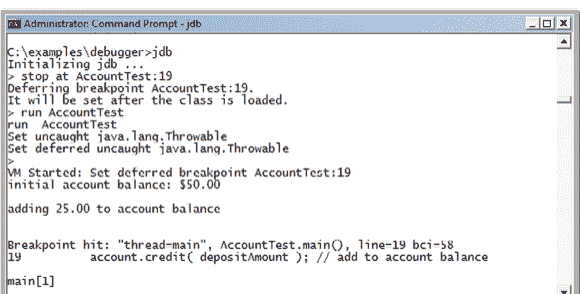 Administrator: Command Prompt - jdb
C:\examples\debugger>jdb
Initializing jdb ...
> stop at AccountTest:19
Deferring breakpoint AccountTest:19.
It will be set after the class is loaded.
> run AccountTest
run  AccountTest
Set uncaught java.lang.Throwable
Set deferred uncaught java.lang.Throwable
>
VM Started: Set deferred breakpoint AccountTest:19
initial account balance: $50.00
adding 25.00 to account balance
Breakpoint hit: "thread=main", AccountTest.main(), line=19 bci=58
19            account.credit( depositAmount ); // add to account balance
main[1]